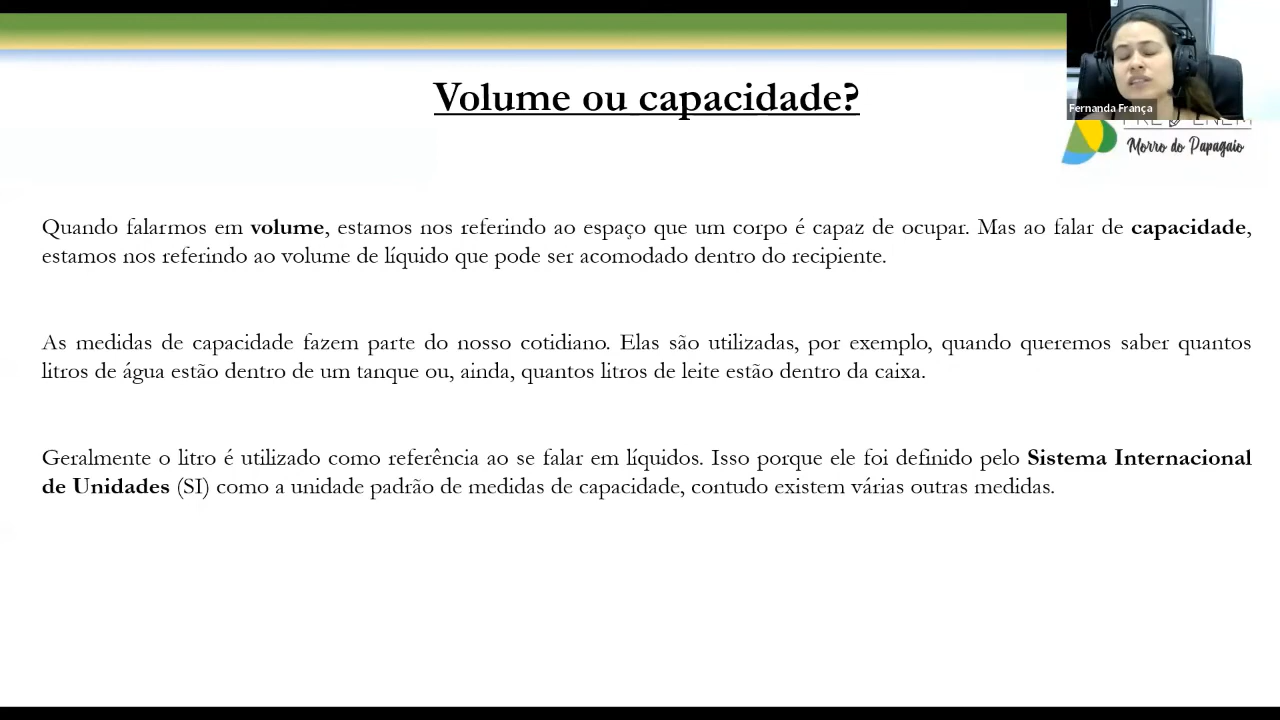 Volume ou capacidade?
Fernanda França
Morro do Papagaio
Quando falarmos em volume, estamos nos referindo ao espaço que um corpo é capaz de ocupar. Mas ao falar de capacidade,
estamos nos referindo ao volume de líquido que pode ser acomodado dentro do recipiente.
As medidas de capacidade fazem parte do nosso cotidiano. Elas são utilizadas, por exemplo, quando queremos saber quantos
litros de água estão dentro de um tanque ou, ainda, quantos litros de leite estão dentro da caixa.
Geralmente o litro é utilizado como referência ao se falar em líquidos. Isso porque ele foi definido pelo Sistema Internacional
de Unidades (SI) como a unidade padrão de medidas de capacidade, contudo existem várias outras medidas.